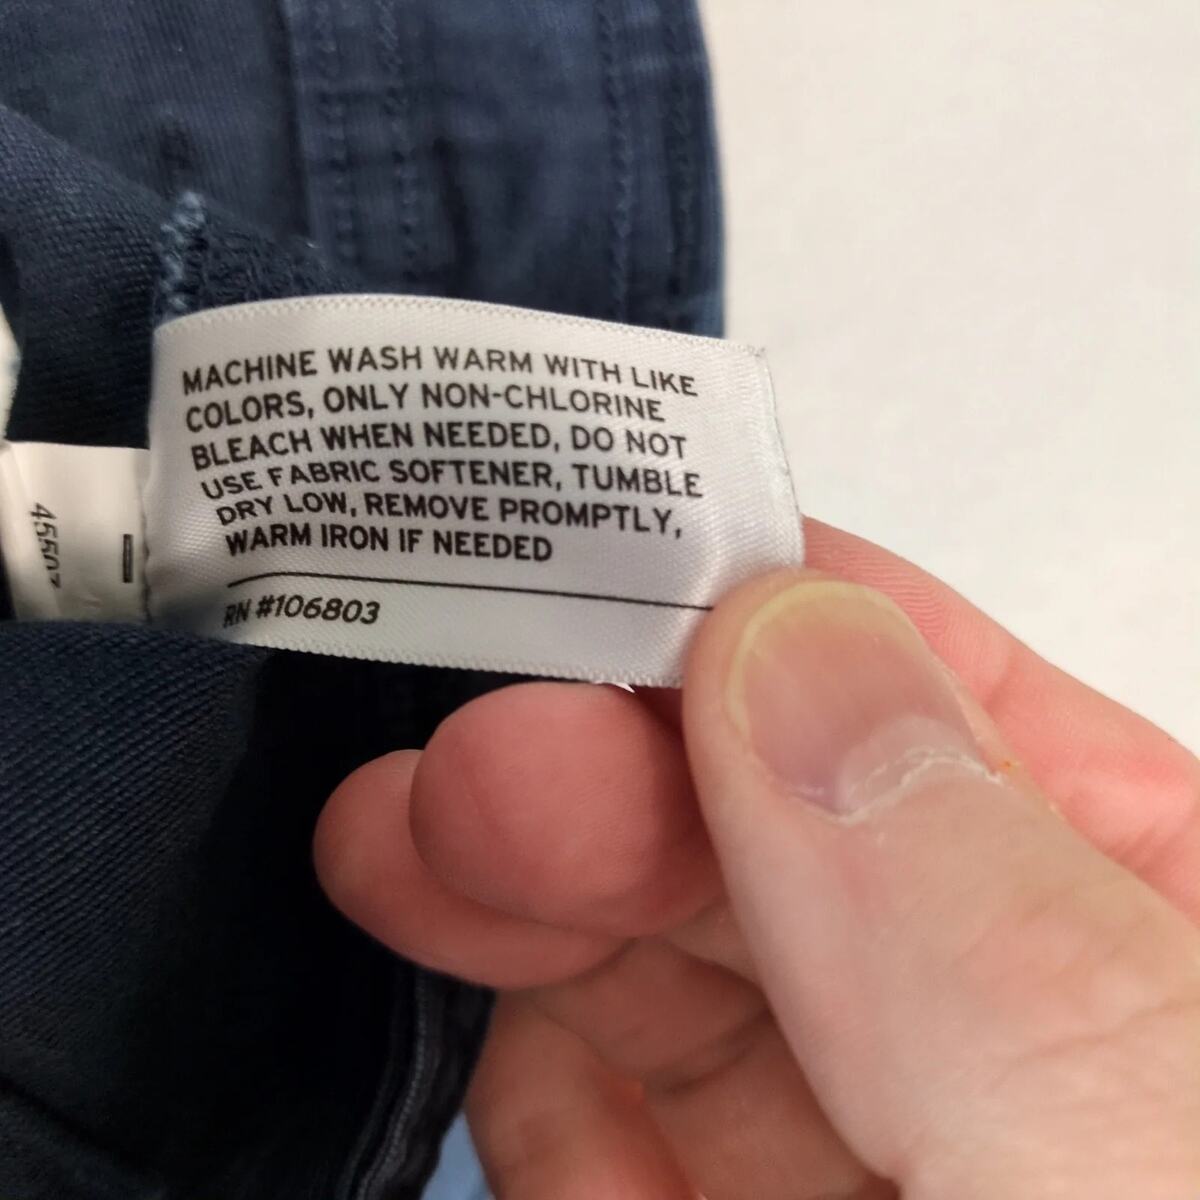 MACHINE WASH WARM WITH LIKE
COLORS, ONLY NON-CHLORINE
BLEACH WHEN NEEDED, DO NOT
USE FABRIC SOFTENER, TUMBLE
DRY LOW, REMOVE PROMPTLY,
WARM IRON IF NEEDED
RN #106803